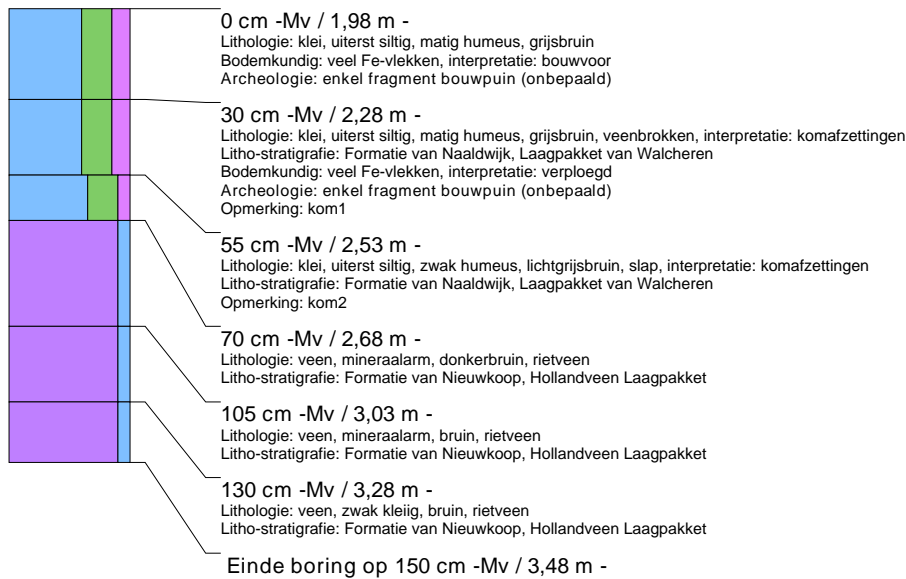 0 cm -Mv / 1,98 m -
Lithologie: klei, uiterst siltig, matig humeus, grijsbruin
Bodemkundig: veel Fe-vlekken, interpretatie: bouwvoor
Archeologie: enkel fragment bouwpuin (onbepaald)
30 cm -Mv / 2,28 m -
Lithologie: klei, uiterst siltig, matig humeus, grijsbruin, veenbrokken, interpretatie: komafzettingen
Litho-stratigrafie: Formatie van Naaldwijk, Laagpakket van Walcheren
Bodemkundig: veel Fe-vlekken, interpretatie: verploegd
Archeologie: enkel fragment bouwpuin (onbepaald)
Opmerking: kom1
55 cm -Mv / 2,53 m -
Lithologie: klei, uiterst siltig, zwak humeus, lichtgrijsbruin, slap, interpretatie: komafzettingen
Litho-stratigrafie: Formatie van Naaldwijk, Laagpakket van Walcheren
Opmerking: kom2
70 cm -Mv / 2,68 m -
Lithologie: veen, mineraalarm, donkerbruin, rietveen
Litho-stratigrafie: Formatie van Nieuwkoop, Hollandveen Laagpakket
105 cm -Mv / 3,03 m -
Lithologie: veen, mineraalarm, bruin, rietveen
Litho-stratigrafie: Formatie van Nieuwkoop, Hollandveen Laagpakket
130 cm -Mv / 3,28 m -
Lithologie: veen, zwak kleiig, bruin, rietveen
Litho-stratigrafie: Formatie van Nieuwkoop, Hollandveen Laagpakket
Einde boring op 150 cm -Mv / 3,48 m -